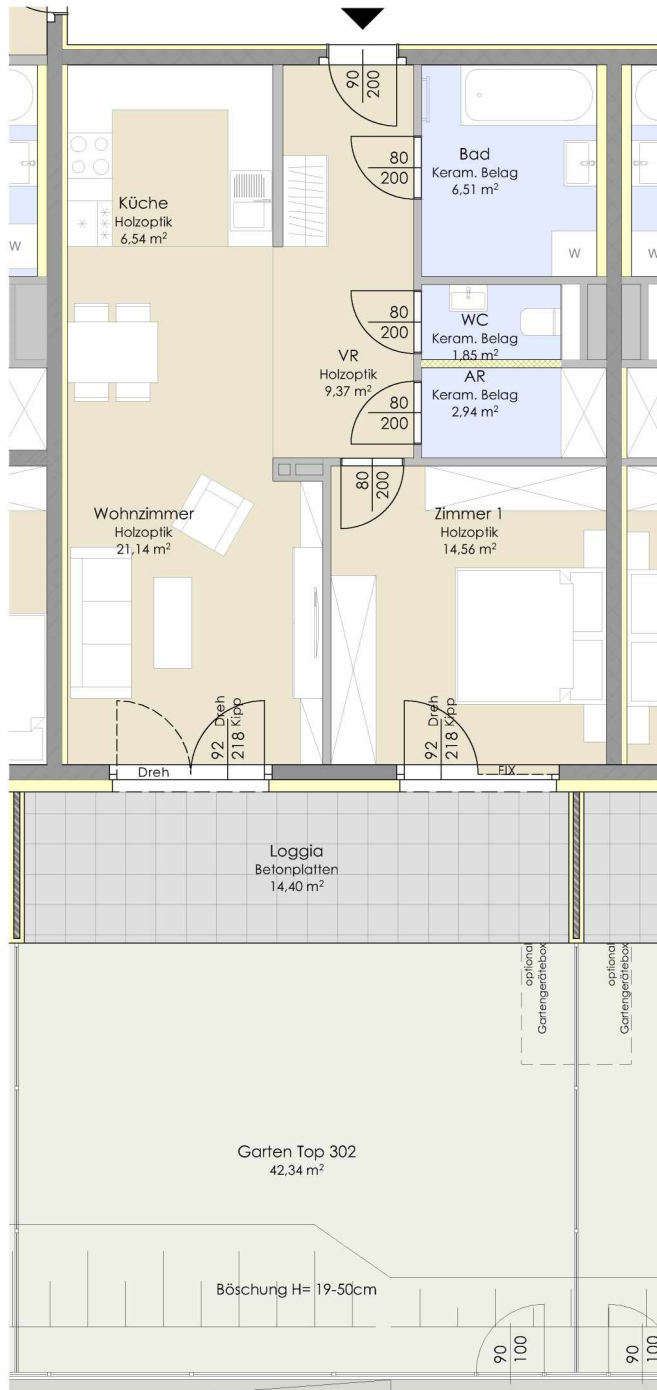 90
200
80
200
Bad
Keram. Belag
6,51 m²
W
W
W
Küche
Holzoptik
6,54 m²
80
200
WC
Keram. Belag
1,85 m²
VR
Holzoptik
9,37 m²
AR
Keram. Belag
2,94 m²
80
200
80
200
Wohnzimmer
Holzoptik
21,14 m²
Zimmer 1
Holzoptik
14,56 m²
92 Dreh
218 Kipp
92 Dreh
218 Kipp
Dreh
FIX
Loggia
Betonplatten
14,40 m²
optional
Gartengerätebox
optional
Gartengerätebox
Garten Top 302
42,34 m²
Böschung H= 19-50cm
90
100
90
100